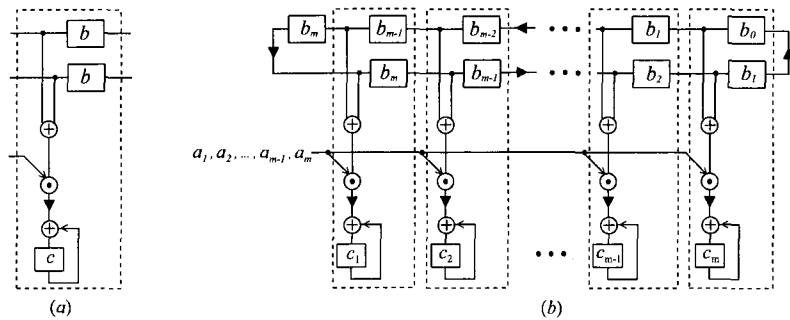 b
b
+
•
+
c
(a)
b_m b_{m-1} b_{m-2} • • • b_1 b_0
b_m b_{m-1} • • • b_2 b_1
+ + + +
a_1, a_2, ..., a_{m-1}, a_m
• • • •
+ + + +
c_1 c_2 • • • c_{m-1} c_m
(b)